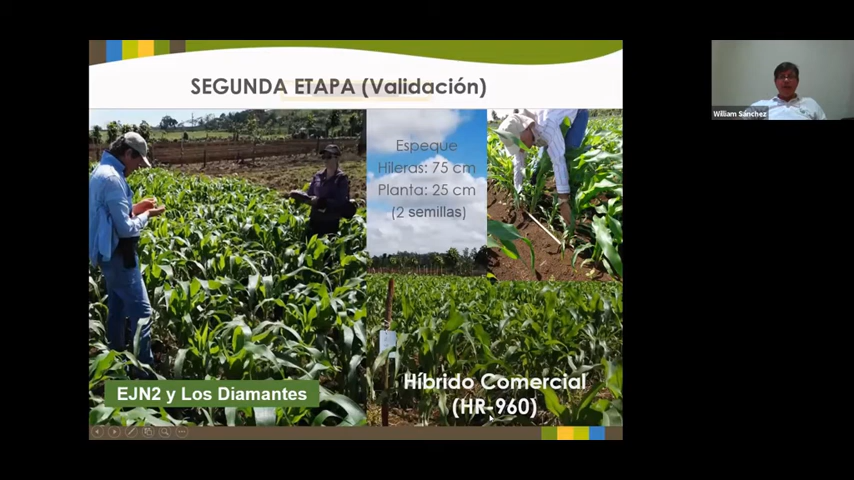 SEGUNDA ETAPA (Validación)
Espeque
Hileras: 75 cm
Planta: 25 cm
(2 semillas)
EJN2 y Los Diamantes
Híbrido Comercial
(HR-960)
William Sánchez